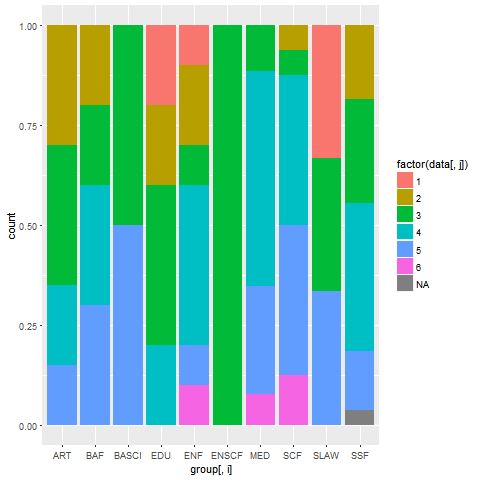 1.00
0.75
0.50
0.25
0.00
count
ART BAF BASCI EDU ENF ENSCF MED SCF SLAW SSF
group[, i]
factor(data[, j])
1
2
3
4
5
6
NA